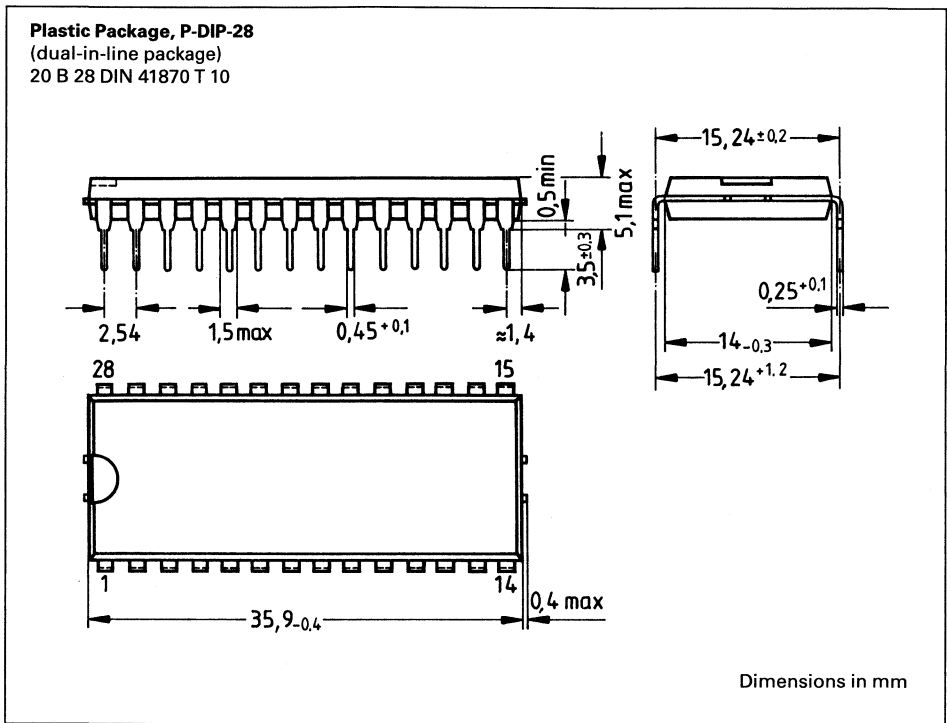 Plastic Package, P-DIP-28
(dual-in-line package)
20 B 28 DIN 41870 T 10
15,24±0,2
0,5 min
5,1 max
3,5±0.3
0,25+0,1
2,54
1,5 max
0,45+0,1
≈1,4
14-0,3
15,24+1,2
28
15
1
14
0,4 max
35,9-0,4
Dimensions in mm